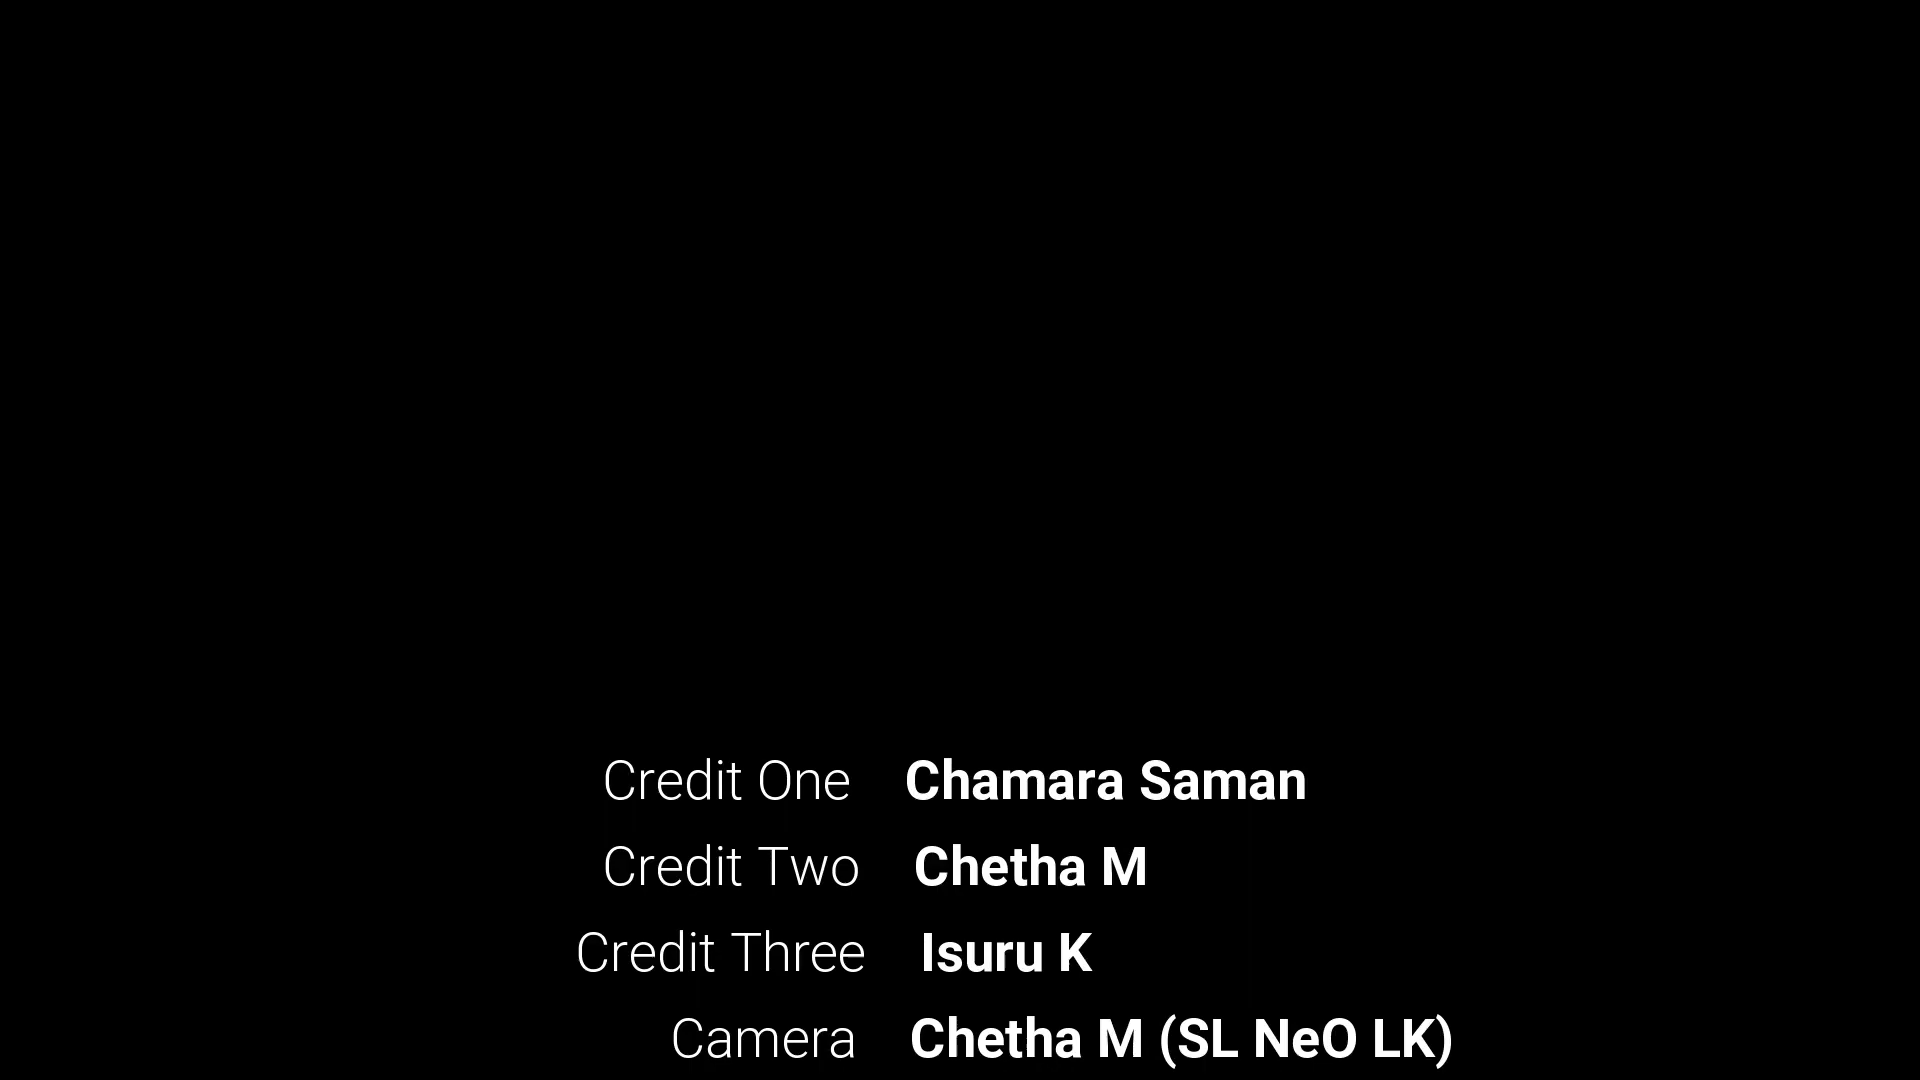 Credit One Chamara Saman
Credit Two Chetha M
Credit Three Isuru K
Camera Chetha M (SL NeO LK)